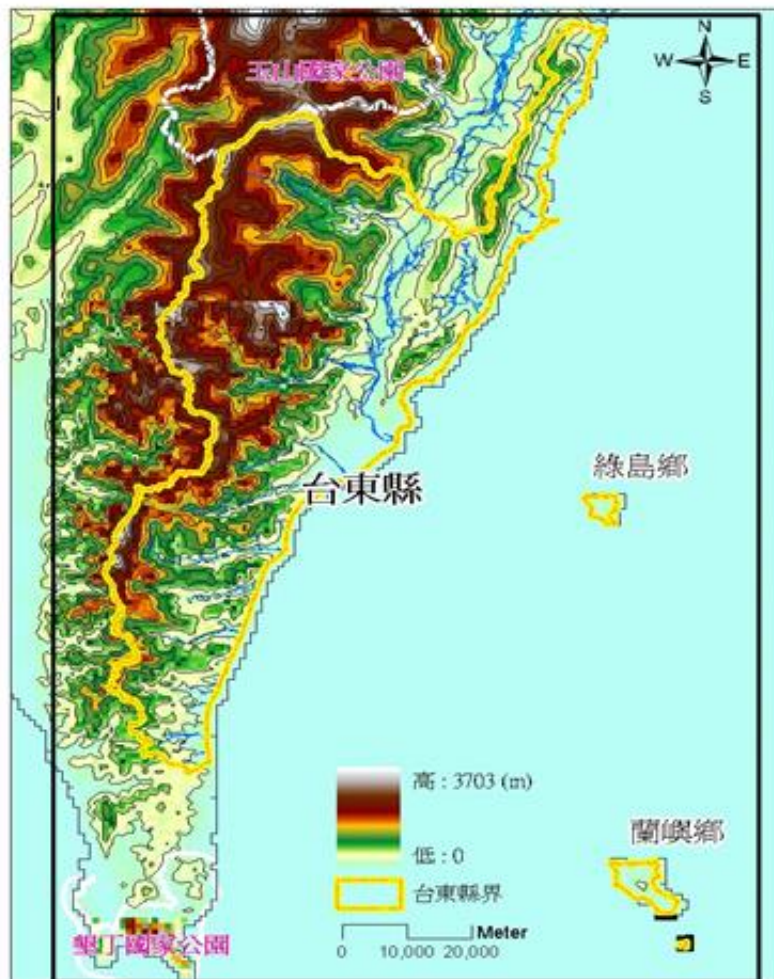 N
W E
S
玉山國家公園
綠島鄉
台東縣
高 : 3703 (m)
低 : 0
台東縣界
Meter
0 10,000 20,000
蘭嶼鄉
墾丁國家公園